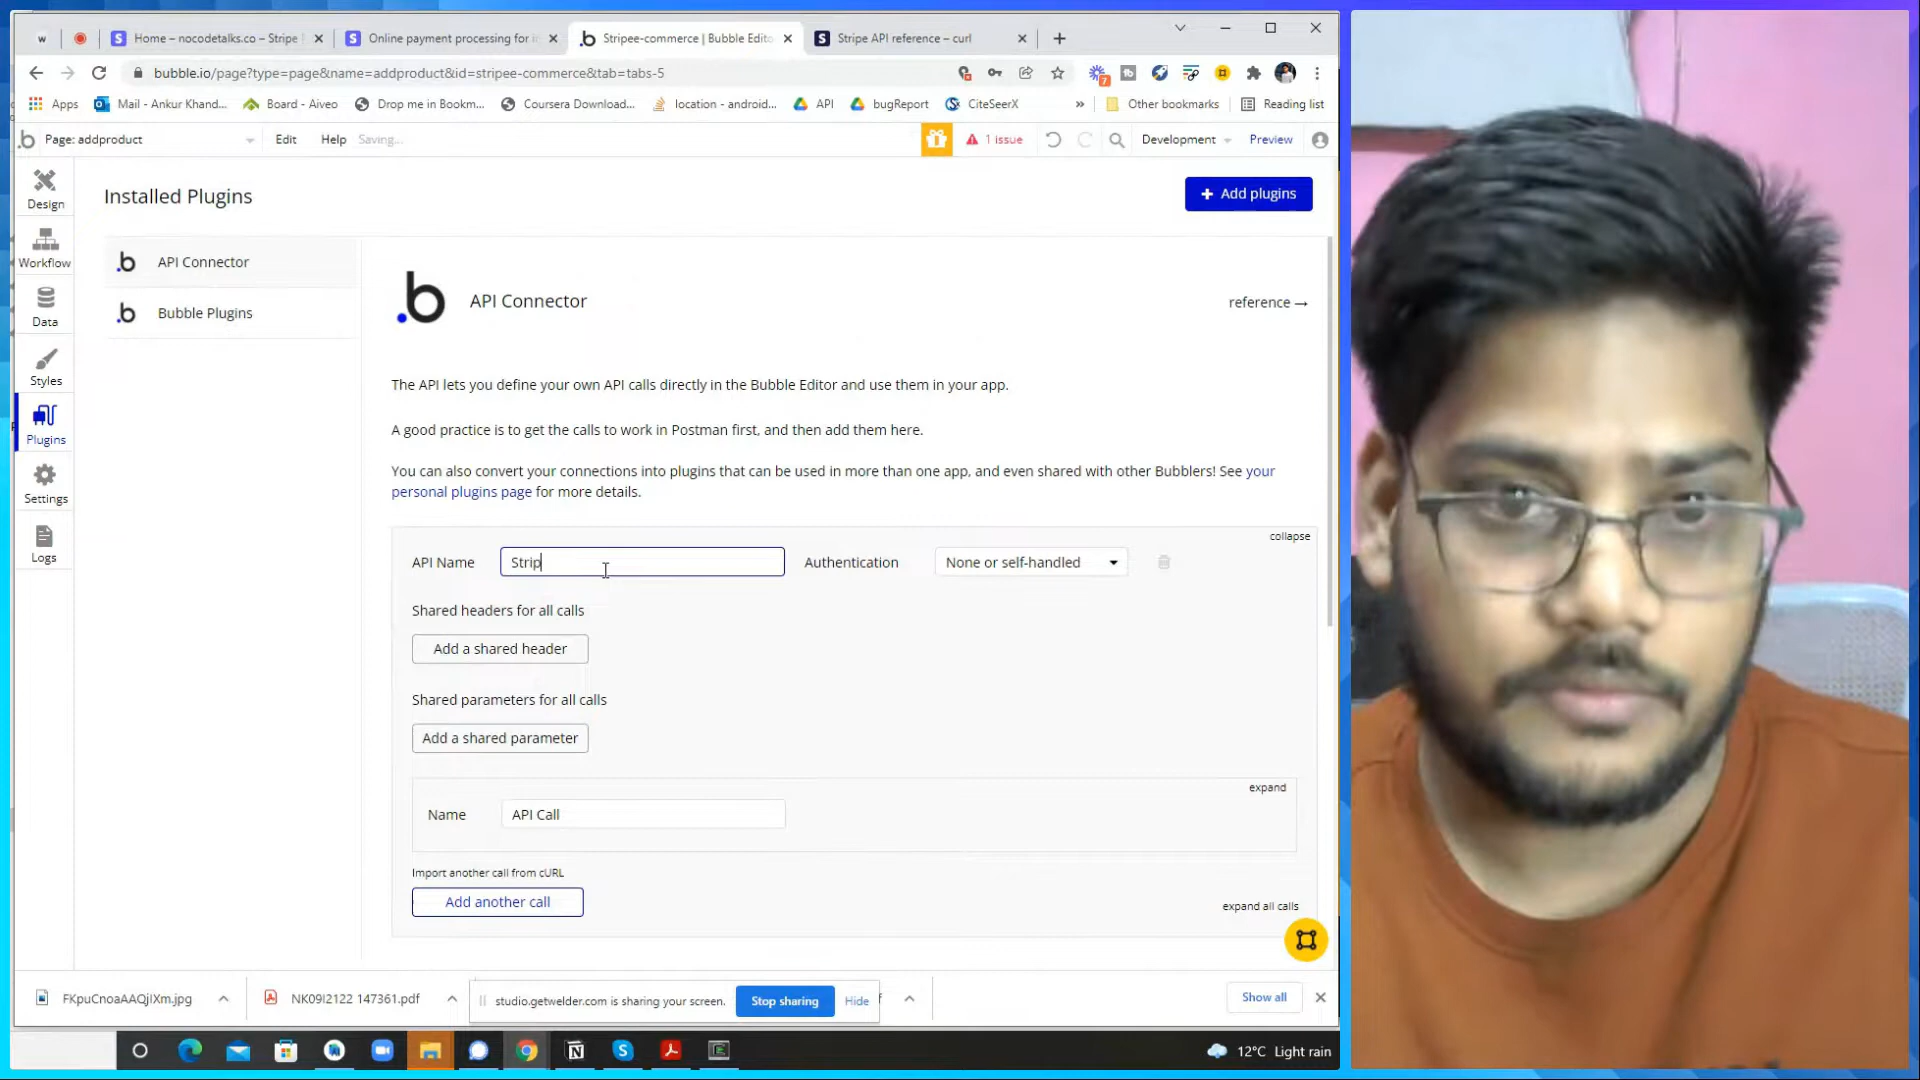 w
Home – nocodetalks.co – Stripe
Online payment processing for i
Stripee-commerce | Bubble Edito
Stripe API reference – curl
bubble.io/page?type=page&name=addproduct&id=stripee-commerce&tab=tabs-5
7
Apps
Mail - Ankur Khand...
Board - Aiveo
Drop me in Bookm...
Coursera Download...
location - android...
API
bugReport
CiteSeerX
»
Other bookmarks
Reading list
Page: addproduct
Edit
Help
Saving...
1 issue
Development
Preview
Design
Workflow
Data
Styles
Plugins
Settings
Logs
Installed Plugins
+ Add plugins
API Connector
Bubble Plugins
API Connector
reference →
The API lets you define your own API calls directly in the Bubble Editor and use them in your app.
A good practice is to get the calls to work in Postman first, and then add them here.
You can also convert your connections into plugins that can be used in more than one app, and even shared with other Bubblers! See your
personal plugins page for more details.
collapse
API Name
Strip
Authentication
None or self-handled
Shared headers for all calls
Add a shared header
Shared parameters for all calls
Add a shared parameter
expand
Name
API Call
Import another call from cURL
Add another call
expand all calls
FKpuCnoaAAQjIXm.jpg
NK09I2122 147361.pdf
studio.getwelder.com is sharing your screen.
Stop sharing
Hide
Show all
12°C Light rain